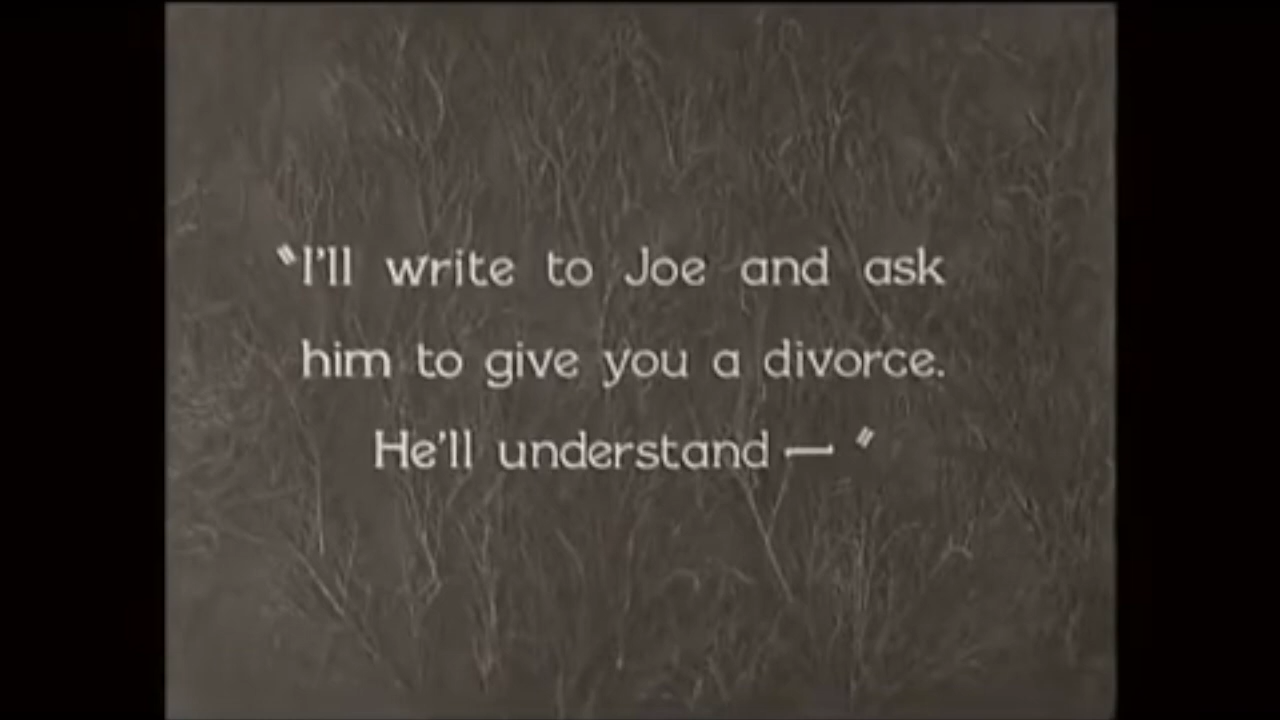 "I'll write to Joe and ask
him to give you a divorce.
He'll understand — "